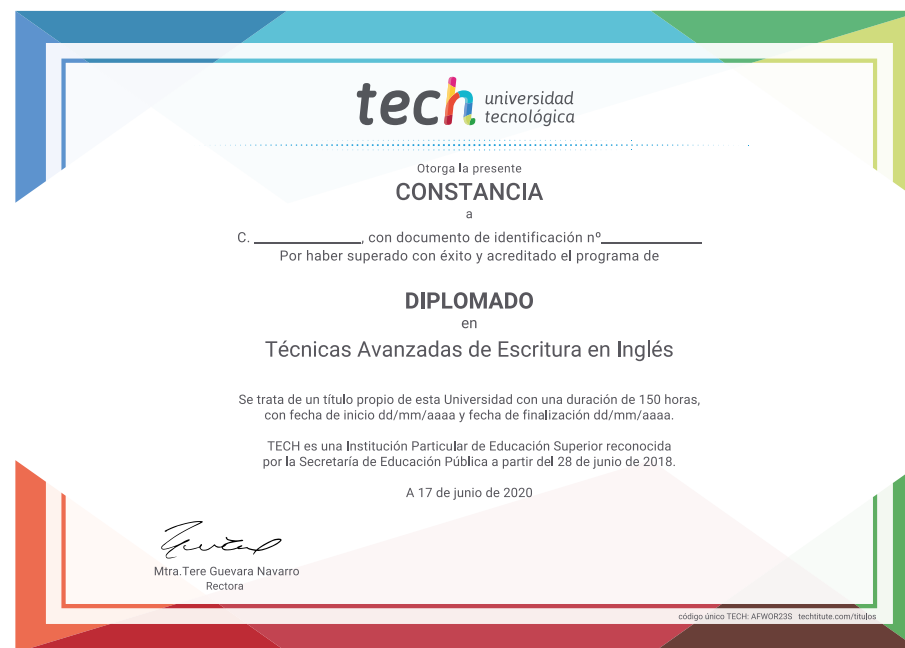 tech universidad
tecnológica
Otorga la presente
CONSTANCIA
a
C. ____________, con documento de identificación nº____________
Por haber superado con éxito y acreditado el programa de
DIPLOMADO
en
Técnicas Avanzadas de Escritura en Inglés
Se trata de un título propio de esta Universidad con una duración de 150 horas,
con fecha de inicio dd/mm/aaaa y fecha de finalización dd/mm/aaaa.
TECH es una Institución Particular de Educación Superior reconocida
por la Secretaría de Educación Pública a partir del 28 de junio de 2018.
A 17 de junio de 2020
Mtra.Tere Guevara Navarro
Rectora
código único TECH: AFWOR23S techtitute.com/titulos